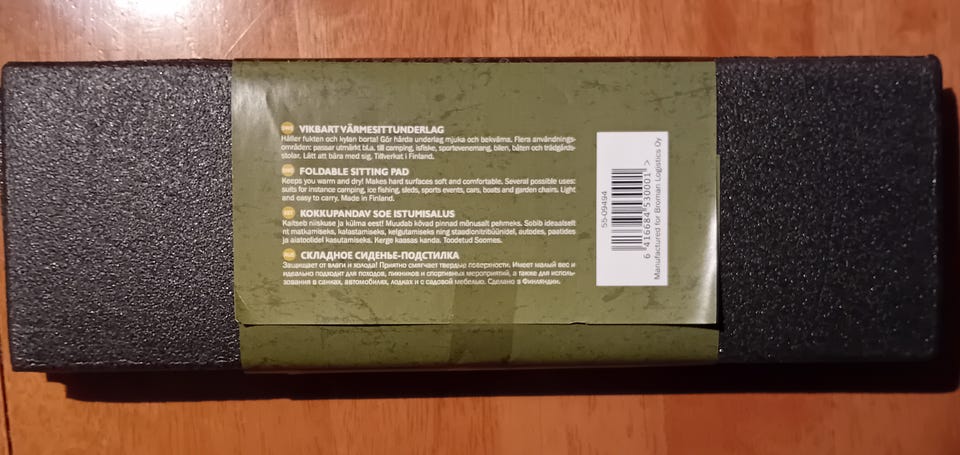 SWE VIKBART VÄRMESITTUNDERLAG
Håller fukten och kylan borta! Gör hårda underlag mjuka och bekväma. Flera användnings-
områden: passar utmärkt bl.a. till camping, isfiske, sportevenemang, bilen, båten och trädgårds-
stolar. Lätt att bära med sig. Tillverkat i Finland.
FOLDABLE SITTING PAD
Keeps you warm and dry! Makes hard surfaces soft and comfortable. Several possible uses:
suits for instance camping, ice fishing, sleds, sports events, cars, boats and garden chairs. Light
and easy to carry. Made in Finland.
EST KOKKUPANDAV SOE ISTUMISALUS
Kaitseb niiskuse ja külma eest! Muudab kõvad pinnad mõnusalt pehmeks. Sobib ideaalselt
nt matkamiseks, kalastamiseks, kelgutamiseks ning staadionitribüünidel, autodes, paatides
ja aiatoolidel kasutamiseks. Kerge kaasas kanda. Toodetud Soomes.
RUS СКЛАДНОЕ СИДЕНЬЕ-ПОДСТИЛКА
Защищает от влаги и холода! Приятно смягчает твердые поверхности. Имеет малый вес и
идеально подходит для походов, пикников и спортивных мероприятий, а также для исполь-
зования в санках, автомобилях, лодках и с садовой мебелью. Сделано в Финляндии.
55-09494
6 416684 530001 >
Manufactured for Broman Logistics Oy